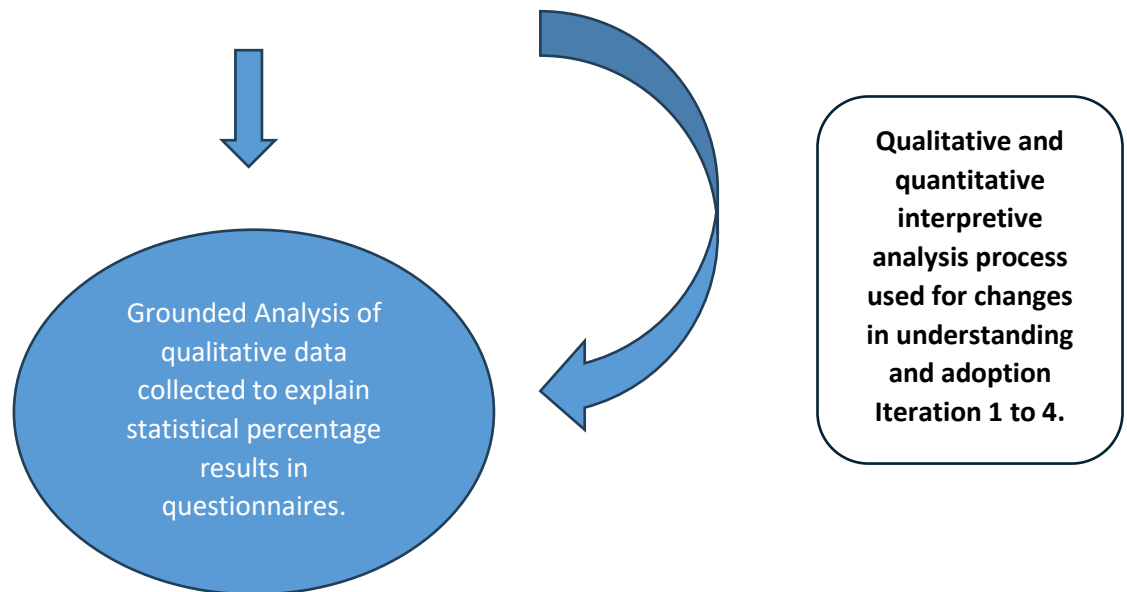 Grounded Analysis of
qualitative data
collected to explain
statistical percentage
results in
questionnaires.
Qualitative and
quantitative
interpretive
analysis process
used for changes
in understanding
and adoption
Iteration 1 to 4.